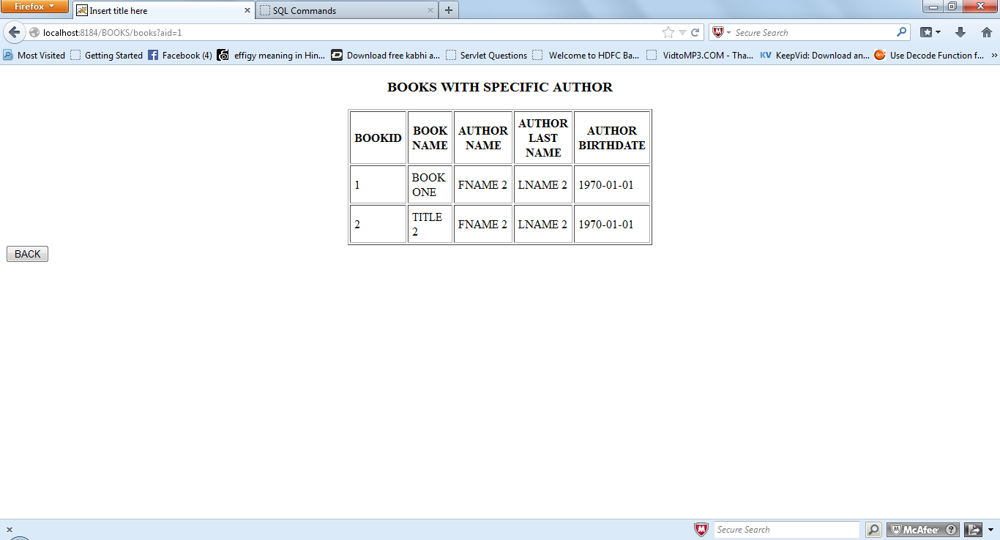 Firefox
Insert title here
SQL Commands
localhost:8184/BOOKS/books?aid=1
Secure Search
Most Visited
Getting Started
Facebook (4)
effigy meaning in Hin...
Download free kabhi a...
Servlet Questions
Welcome to HDFC Ba...
VidtoMP3.COM - Tha...
KV KeepVid: Download an...
dev
Use Decode Function f...
BOOKS WITH SPECIFIC AUTHOR
BOOKID
BOOK
NAME
AUTHOR
NAME
AUTHOR
LAST
NAME
AUTHOR
BIRTHDATE
1
BOOK
ONE
FNAME 2
LNAME 2
1970-01-01
2
TITLE
2
FNAME 2
LNAME 2
1970-01-01
BACK
Secure Search
McAfee